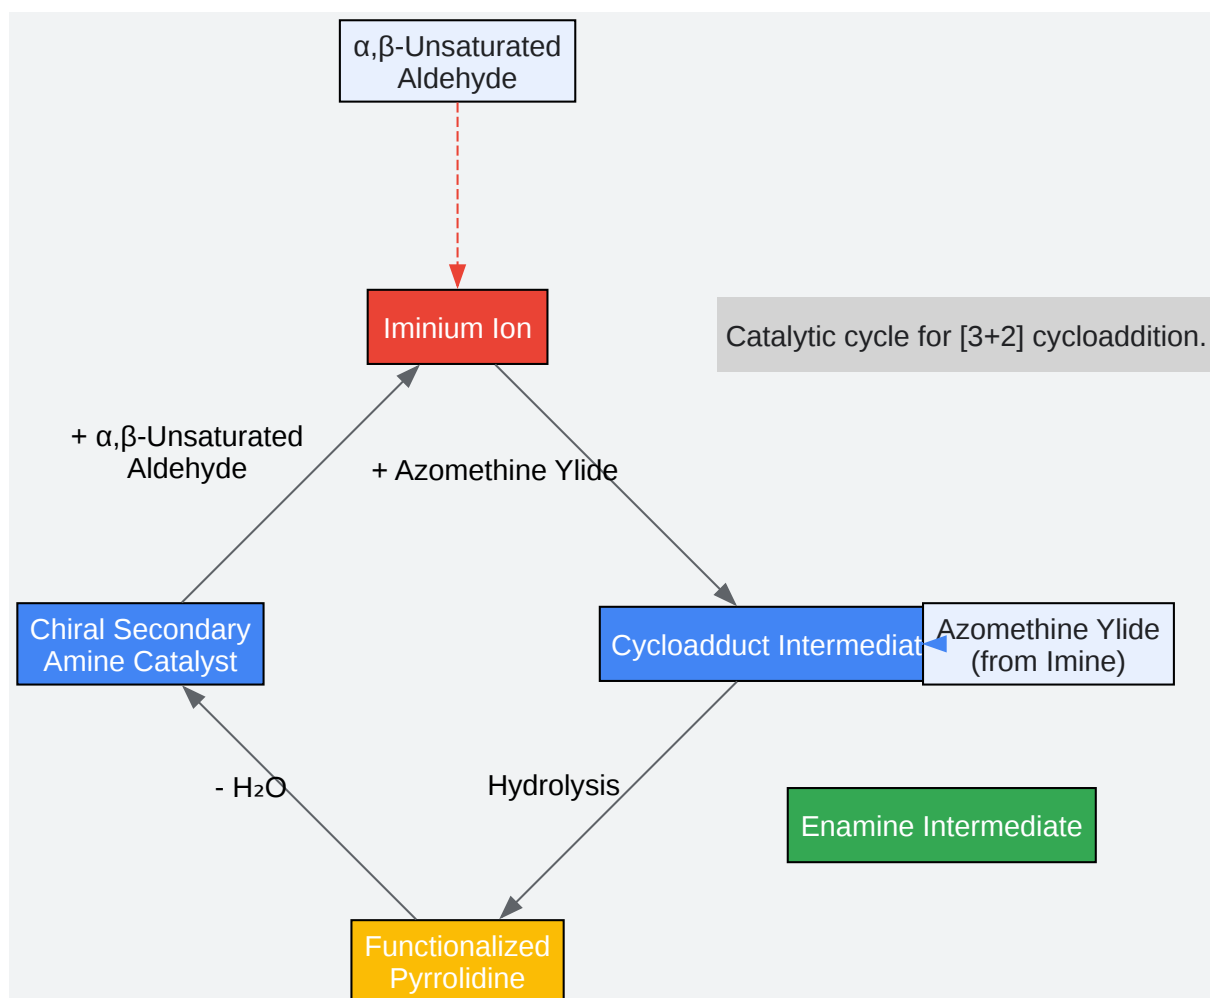 α,β-Unsaturated
Aldehyde
Iminium Ion
Catalytic cycle for [3+2] cycloaddition.
+ α,β-Unsaturated
Aldehyde
+ Azomethine Ylide
Chiral Secondary
Amine Catalyst
Cycloadduct Intermediat
Azomethine Ylide
(from Imine)
- H₂O
Hydrolysis
Enamine Intermediate
Functionalized
Pyrrolidine